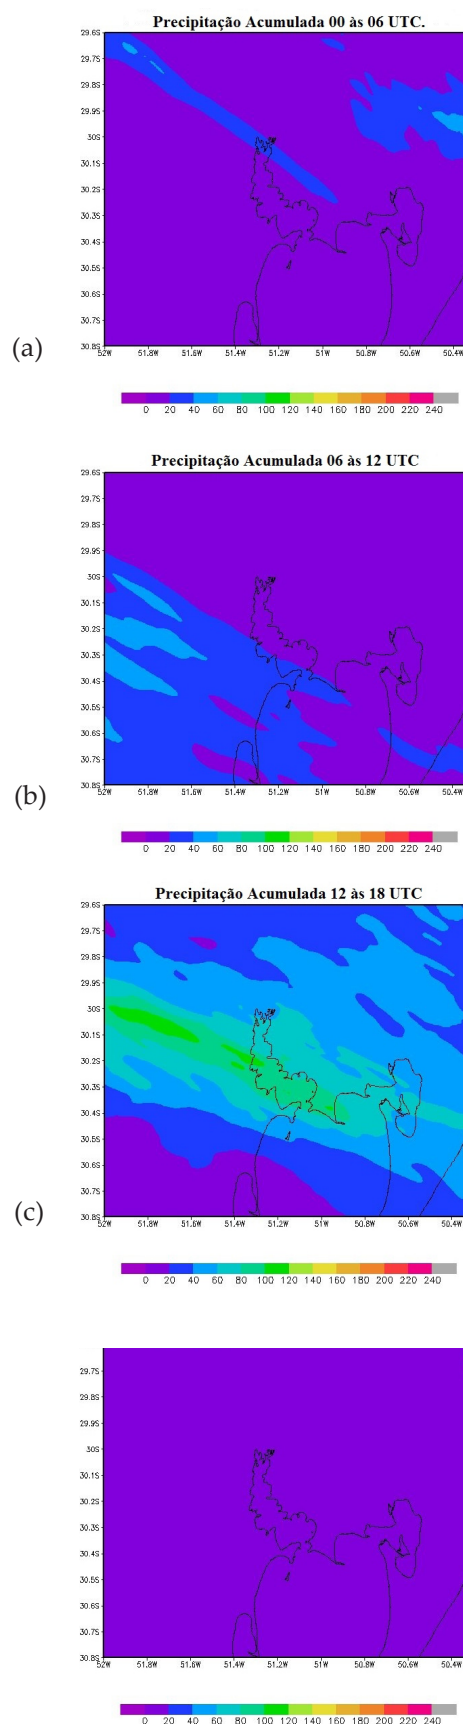 Precipitação Acumulada 00 às 06 UTC.
29.6S
29.7S
29.8S
29.9S
30S
30.1S
30.2S
30.3S
30.4S
30.5S
30.6S
30.7S
30.8S
(a)
52W 51.8W 51.6W 51.4W 51.2W 51W 50.8W 50.6W 50.4W
0 20 40 60 80 100 120 140 160 180 200 220 240
Precipitação Acumulada 06 às 12 UTC
29.6S
29.7S
29.8S
29.9S
30S
30.1S
30.2S
30.3S
30.4S
30.5S
30.6S
30.7S
30.8S
(b)
52W 51.8W 51.6W 51.4W 51.2W 51W 50.8W 50.6W 50.4W
0 20 40 60 80 100 120 140 160 180 200 220 240
Precipitação Acumulada 12 às 18 UTC
29.6S
29.7S
29.8S
29.9S
30S
30.1S
30.2S
30.3S
30.4S
30.5S
30.6S
30.7S
30.8S
(c)
52W 51.8W 51.6W 51.4W 51.2W 51W 50.8W 50.6W 50.4W
0 20 40 60 80 100 120 140 160 180 200 220 240
29.7S
29.8S
29.9S
30S
30.1S
30.2S
30.3S
30.4S
30.5S
30.6S
30.7S
30.8S
52W 51.8W 51.6W 51.4W 51.2W 51W 50.8W 50.6W 50.4W
0 20 40 60 80 100 120 140 160 180 200 220 240